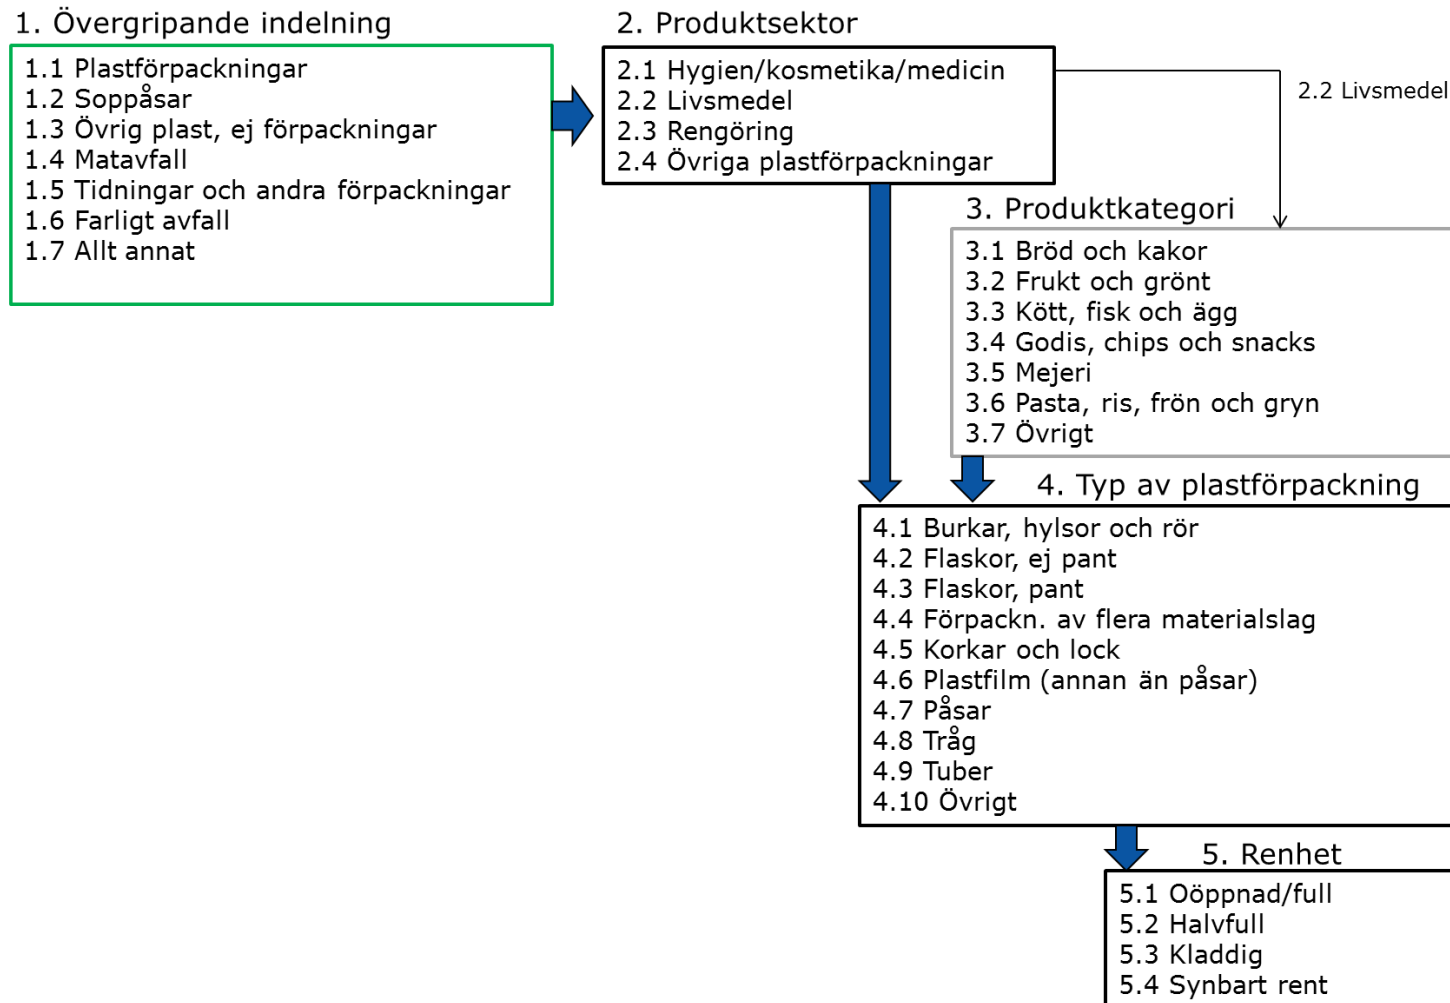 1. Övergripande indelning
1.1 Plastförpackningar
1.2 Soppåsar
1.3 Övrig plast, ej förpackningar
1.4 Matavfall
1.5 Tidningar och andra förpackningar
1.6 Farligt avfall
1.7 Allt annat
2. Produktsektor
2.1 Hygien/kosmetika/medicin
2.2 Livsmedel
2.3 Rengöring
2.4 Övriga plastförpackningar
2.2 Livsmedel
3. Produktkategori
3.1 Bröd och kakor
3.2 Frukt och grönt
3.3 Kött, fisk och ägg
3.4 Godis, chips och snacks
3.5 Mejeri
3.6 Pasta, ris, frön och gryn
3.7 Övrigt
4. Typ av plastförpackning
4.1 Burkar, hylsor och rör
4.2 Flaskor, ej pant
4.3 Flaskor, pant
4.4 Förpackn. av flera materialslag
4.5 Korkar och lock
4.6 Plastfilm (annan än påsar)
4.7 Påsar
4.8 Tråg
4.9 Tuber
4.10 Övrigt
5. Renhet
5.1 Oöppnad/full
5.2 Halvfull
5.3 Kladdig
5.4 Synbart rent